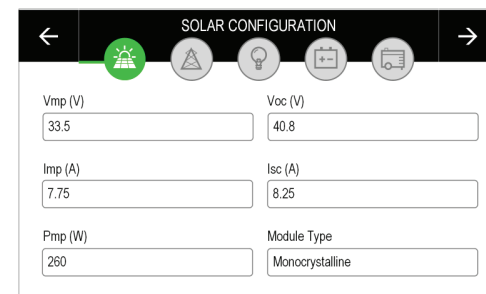 SOLAR CONFIGURATION
Vmp (V)
Voc (V)
33.5
40.8
Imp (A)
Isc (A)
7.75
8.25
Pmp (W)
Module Type
260
Monocrystalline